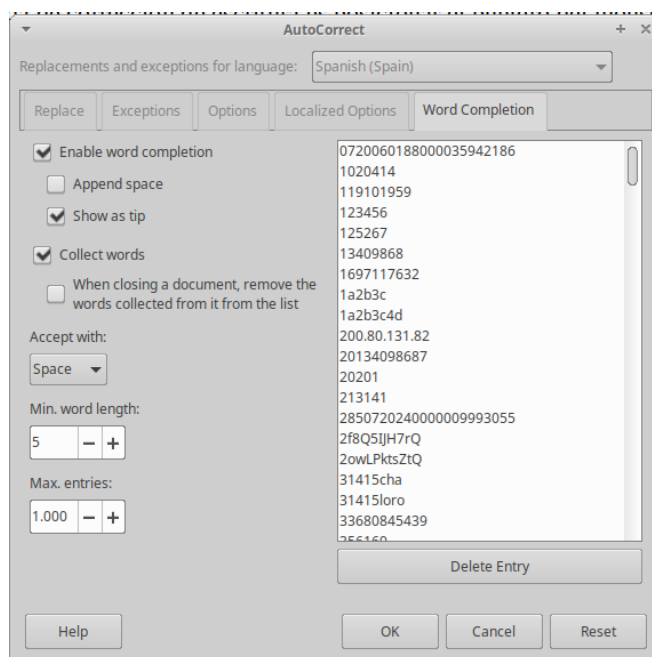 AutoCorrect
Replacements and exceptions for language: Spanish (Spain)
Replace Exceptions Options Localized Options Word Completion
Enable word completion
Append space
Show as tip
Collect words
When closing a document, remove the
words collected from it from the list
Accept with:
Space
Min. word length:
5
Max. entries:
1.000
0720060188000035942186
1020414
119101959
123456
125267
13409868
1697117632
1a2b3c
1a2b3c4d
200.80.131.82
20134098687
20201
213141
2850720240000009993055
2f8Q5IJH7rQ
2owLPktsZtQ
31415cha
31415loro
33680845439
Delete Entry
Help OK Cancel Reset